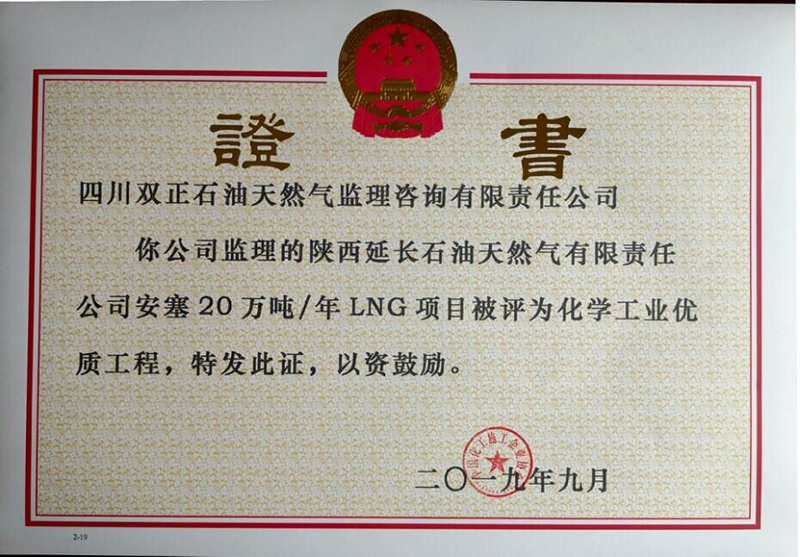 證 書
四川双正石油天然气监理咨询有限责任公司
你公司监理的陕西延长石油天然气有限责任
公司安塞20万吨/年LNG项目被评为化学工业优
质工程，特发此证，以资鼓励。
二〇一九年九月
2-19